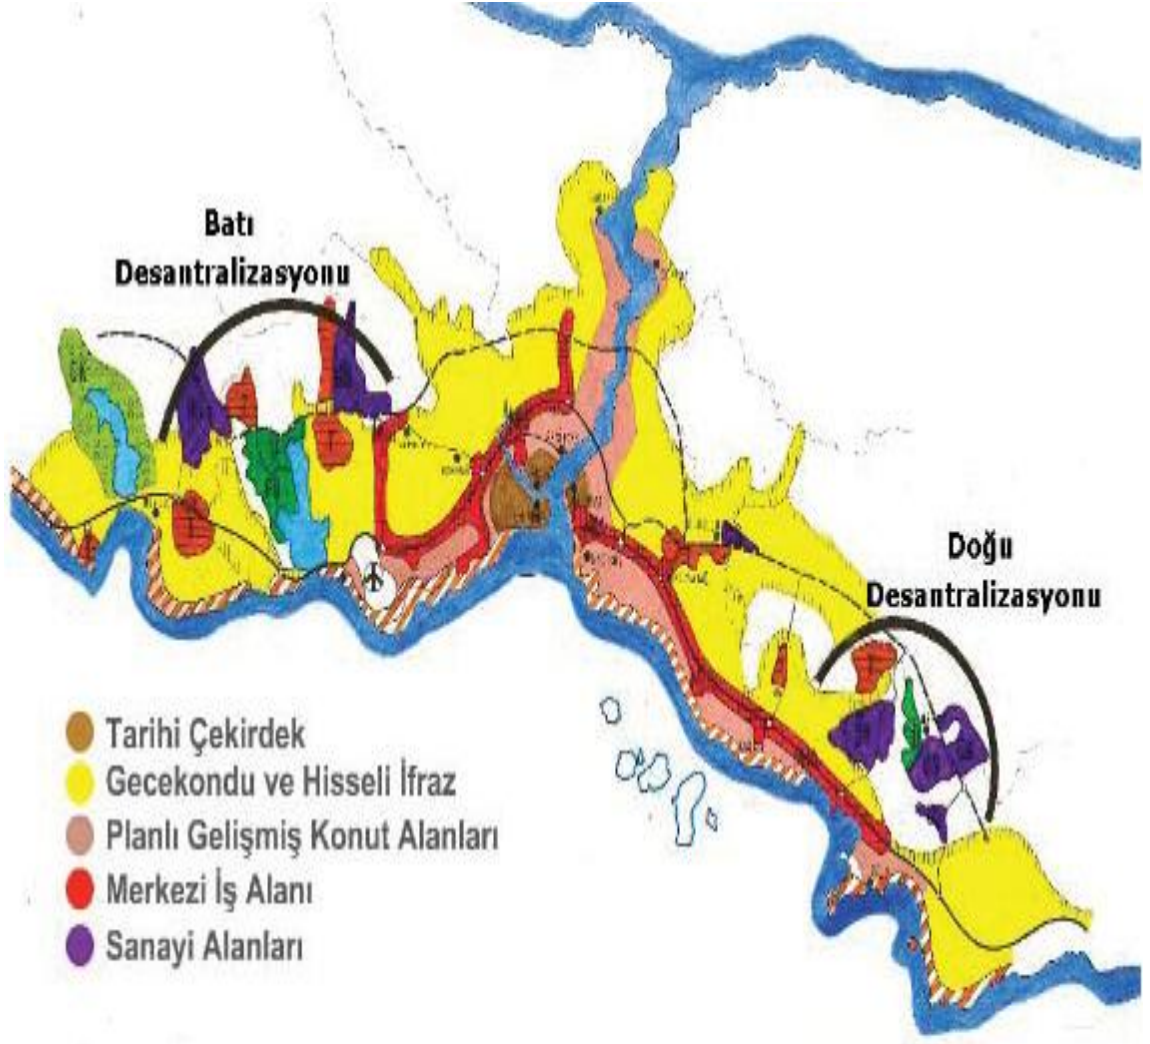 Batı
Desantralizasyonu
Doğu
Desantralizasyonu
Tarihi Çekirdek
Gecekondu ve Hisseli İfraz
Planlı Gelişmiş Konut Alanları
Merkezi İş Alanı
Sanayi Alanları